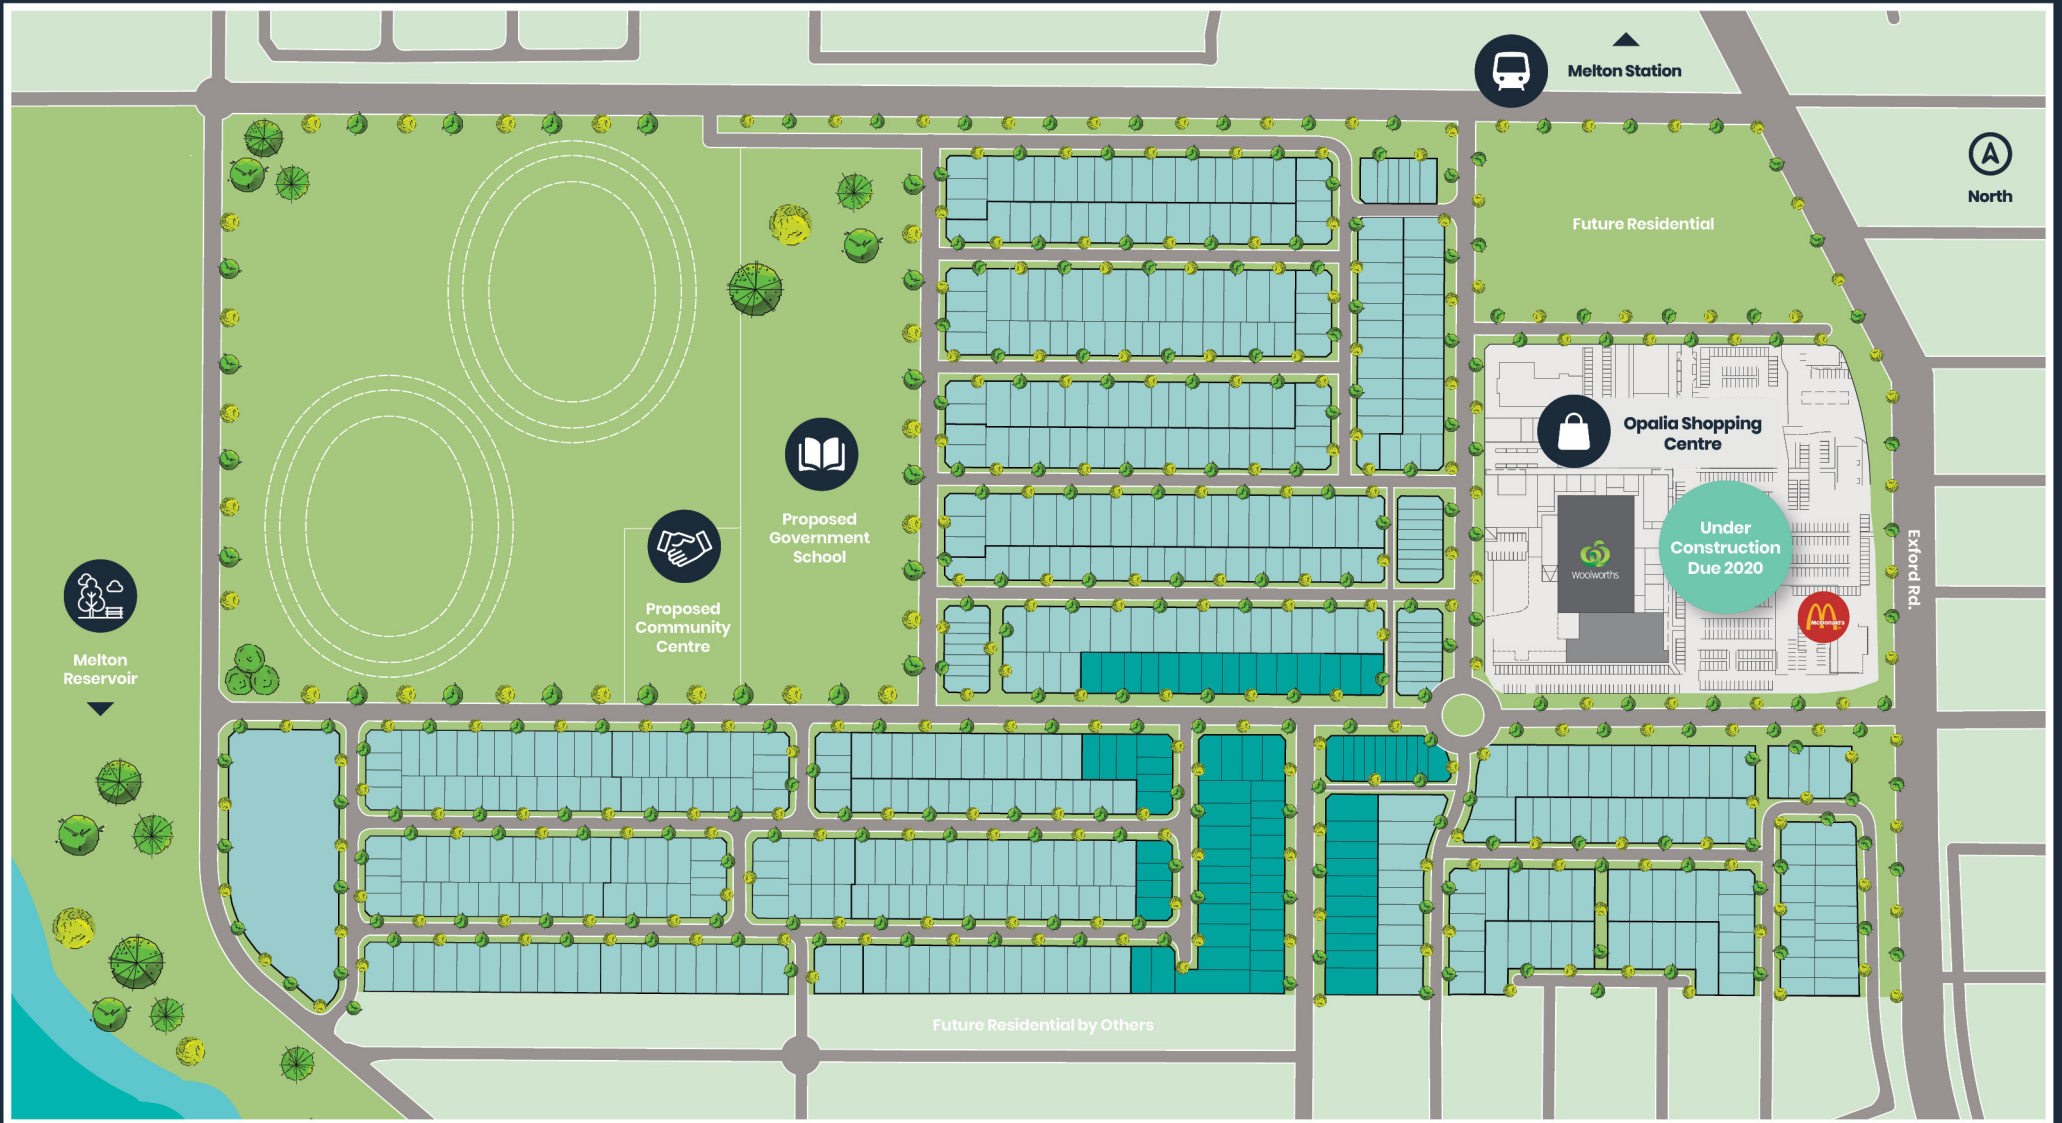 Melton Station
North
Future Residential
Opalia Shopping
Centre
Under
Construction
Due 2020
woolworths
McDonald's
Exford Rd.
Proposed
Government
School
Proposed
Community
Centre
Melton
Reservoir
Future Residential by Others